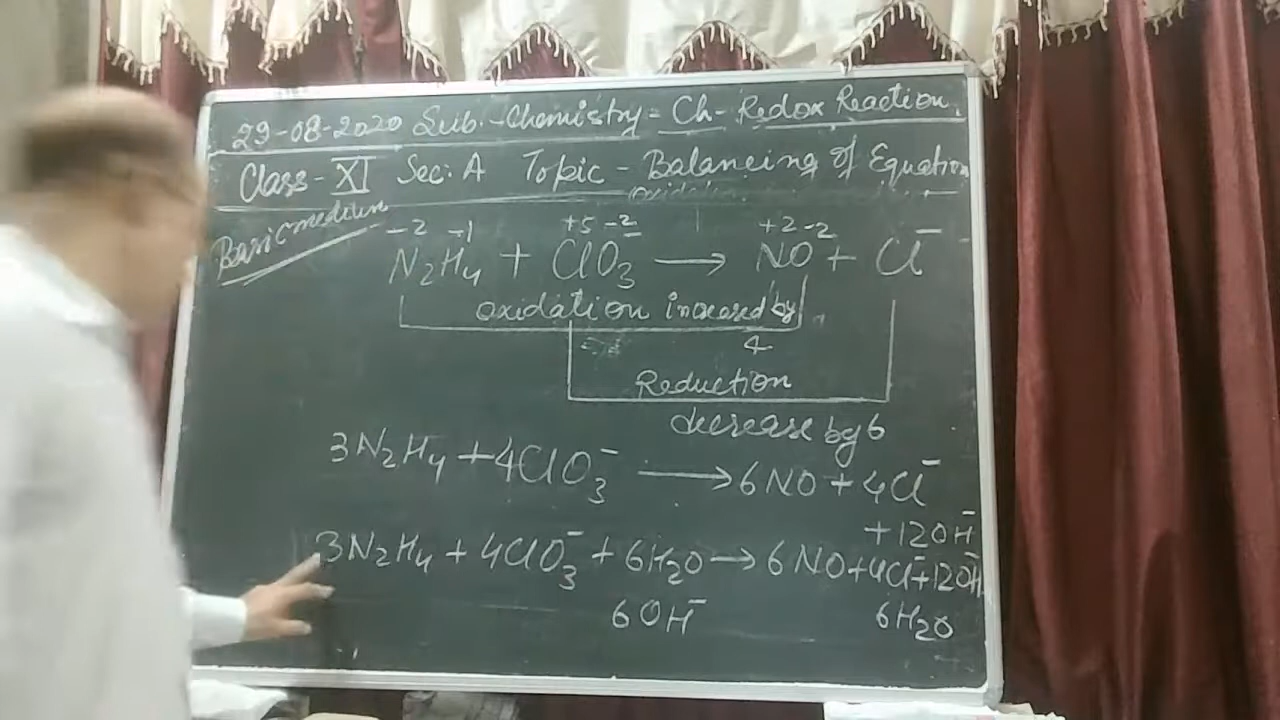 29-08-2020 Sub.-Chemistry- Ch- Redox Reaction.
Class- XI Sec: A Topic - Balancing of Equation
Oxidation
Basic medium
-2 -1 +5 -2 +2 -2
N₂H₄ + ClO₃ → NO + Cl⁻
oxidation increased by
4
Reduction
decrease by 6
3N₂H₄ + 4ClO₃⁻ → 6NO + 4Cl⁻
+12OH⁻
3N₂H₄ + 4ClO₃⁻ + 6H₂O → 6NO + 4Cl⁻ + 12OH⁻
6OH⁻ 6H₂O